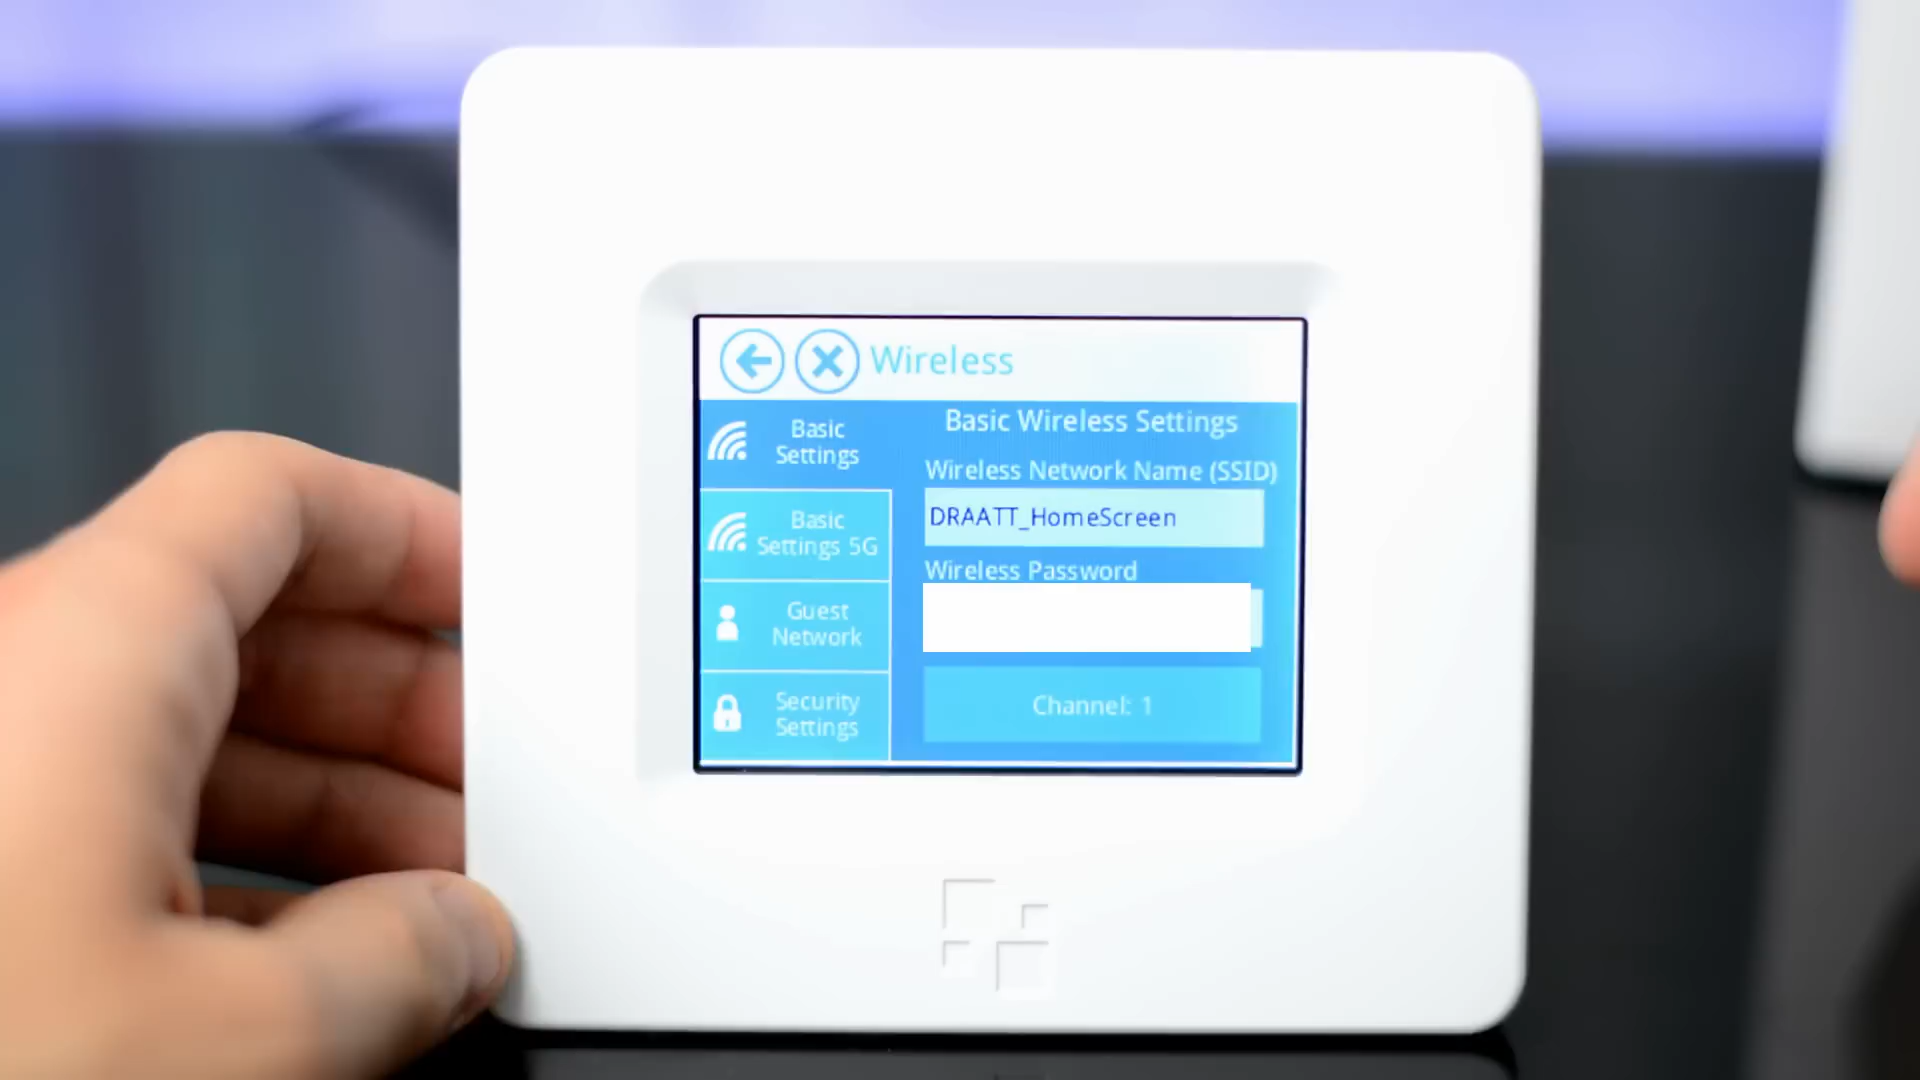 Wireless
Basic
Settings
Basic
Settings 5G
Guest
Network
Security
Settings
Basic Wireless Settings
Wireless Network Name (SSID)
DRAATT_HomeScreen
Wireless Password
Channel: 1